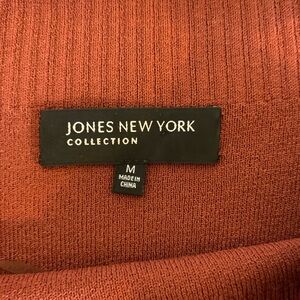 JONES NEW YORK
COLLECTION
M
MADE IN
CHINA